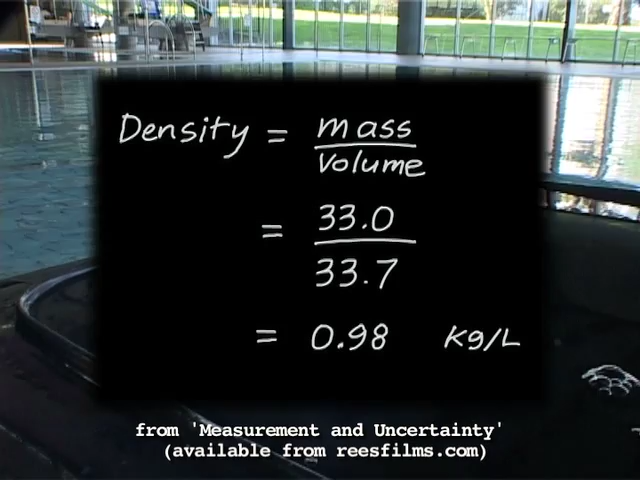 Density = mass
volume
= 33.0
33.7
= 0.98 Kg/L
from 'Measurement and Uncertainty'
(available from reesfilms.com)